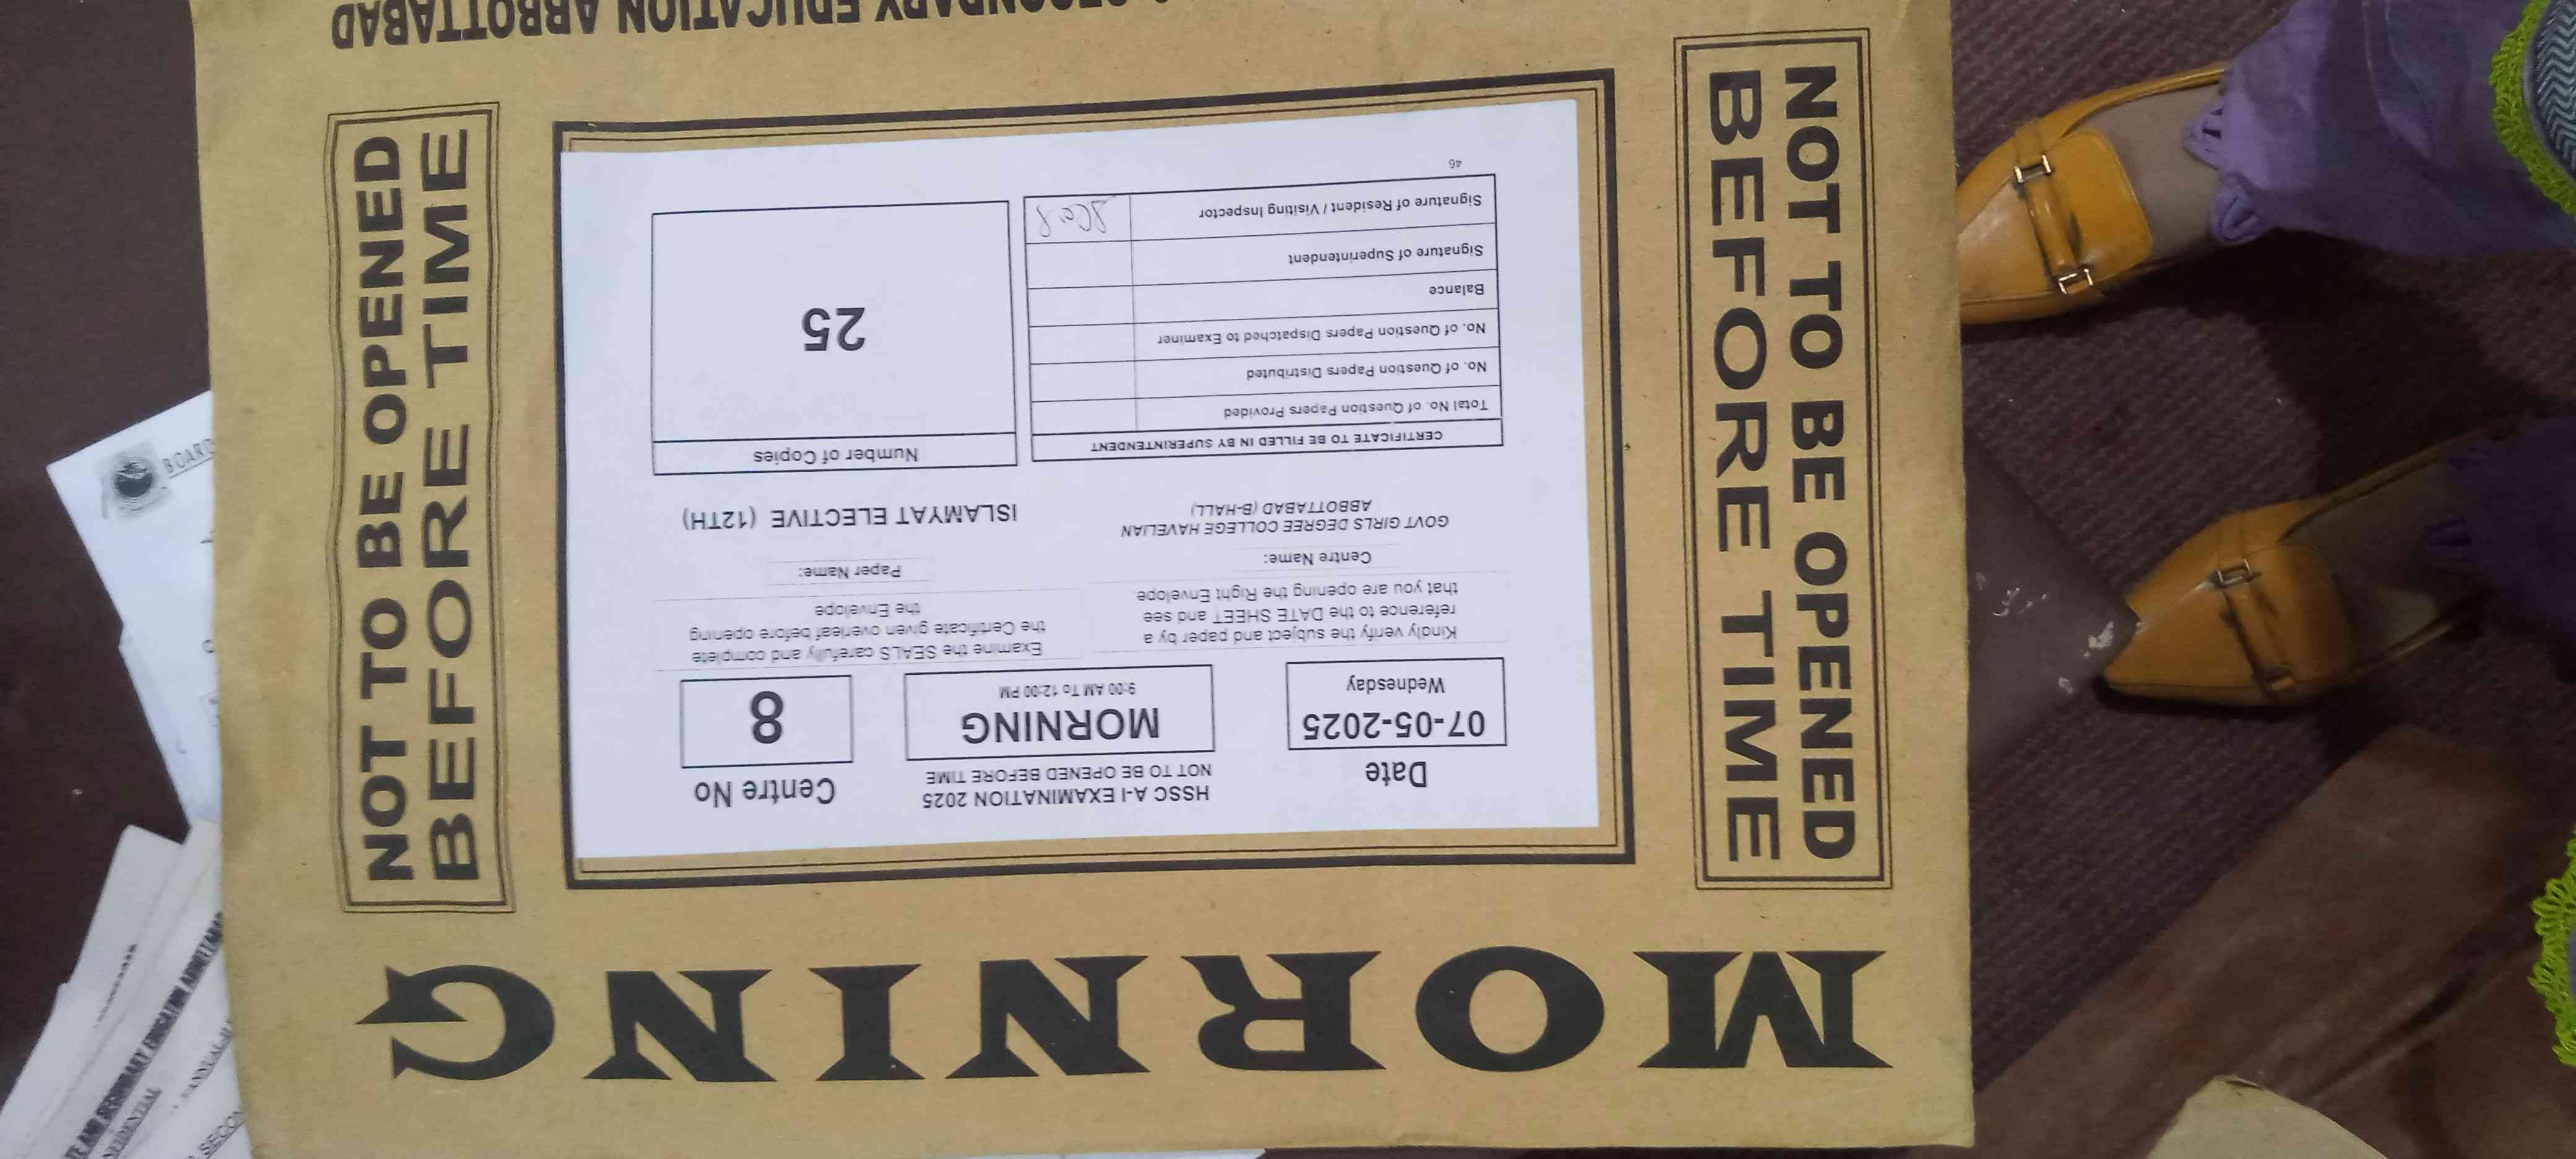 SECONDARY EDUCATION ABBOTTABAD
NOT TO BE OPENED
BEFORE TIME
NOT TO BE OPENED
BEFORE TIME
MORNING
Date
07-05-2025
Wednesday
HSSC A-I EXAMINATION 2025
NOT TO BE OPENED BEFORE TIME
MORNING
9:00 AM To 12:00 PM
Centre No
8
Kindly verify the subject and paper by a
reference to the DATE SHEET and see
that you are opening the Right Envelope.
Examine the SEALS carefully and complete
the Certificate given overleaf before opening
the Envelope
Centre Name:
GOVT GIRLS DEGREE COLLEGE HAVELIAN
ABBOTTABAD (B-HALL)
Paper Name:
ISLAMYAT ELECTIVE (12TH)
CERTIFICATE TO BE FILLED IN BY SUPERINTENDENT
Total No. of Question Papers Provided
No. of Question Papers Distributed
No. of Question Papers Dispatched to Examiner
Balance
Signature of Superintendent
Signature of Resident / Visiting Inspector
Number of Copies
25
46
BOARD